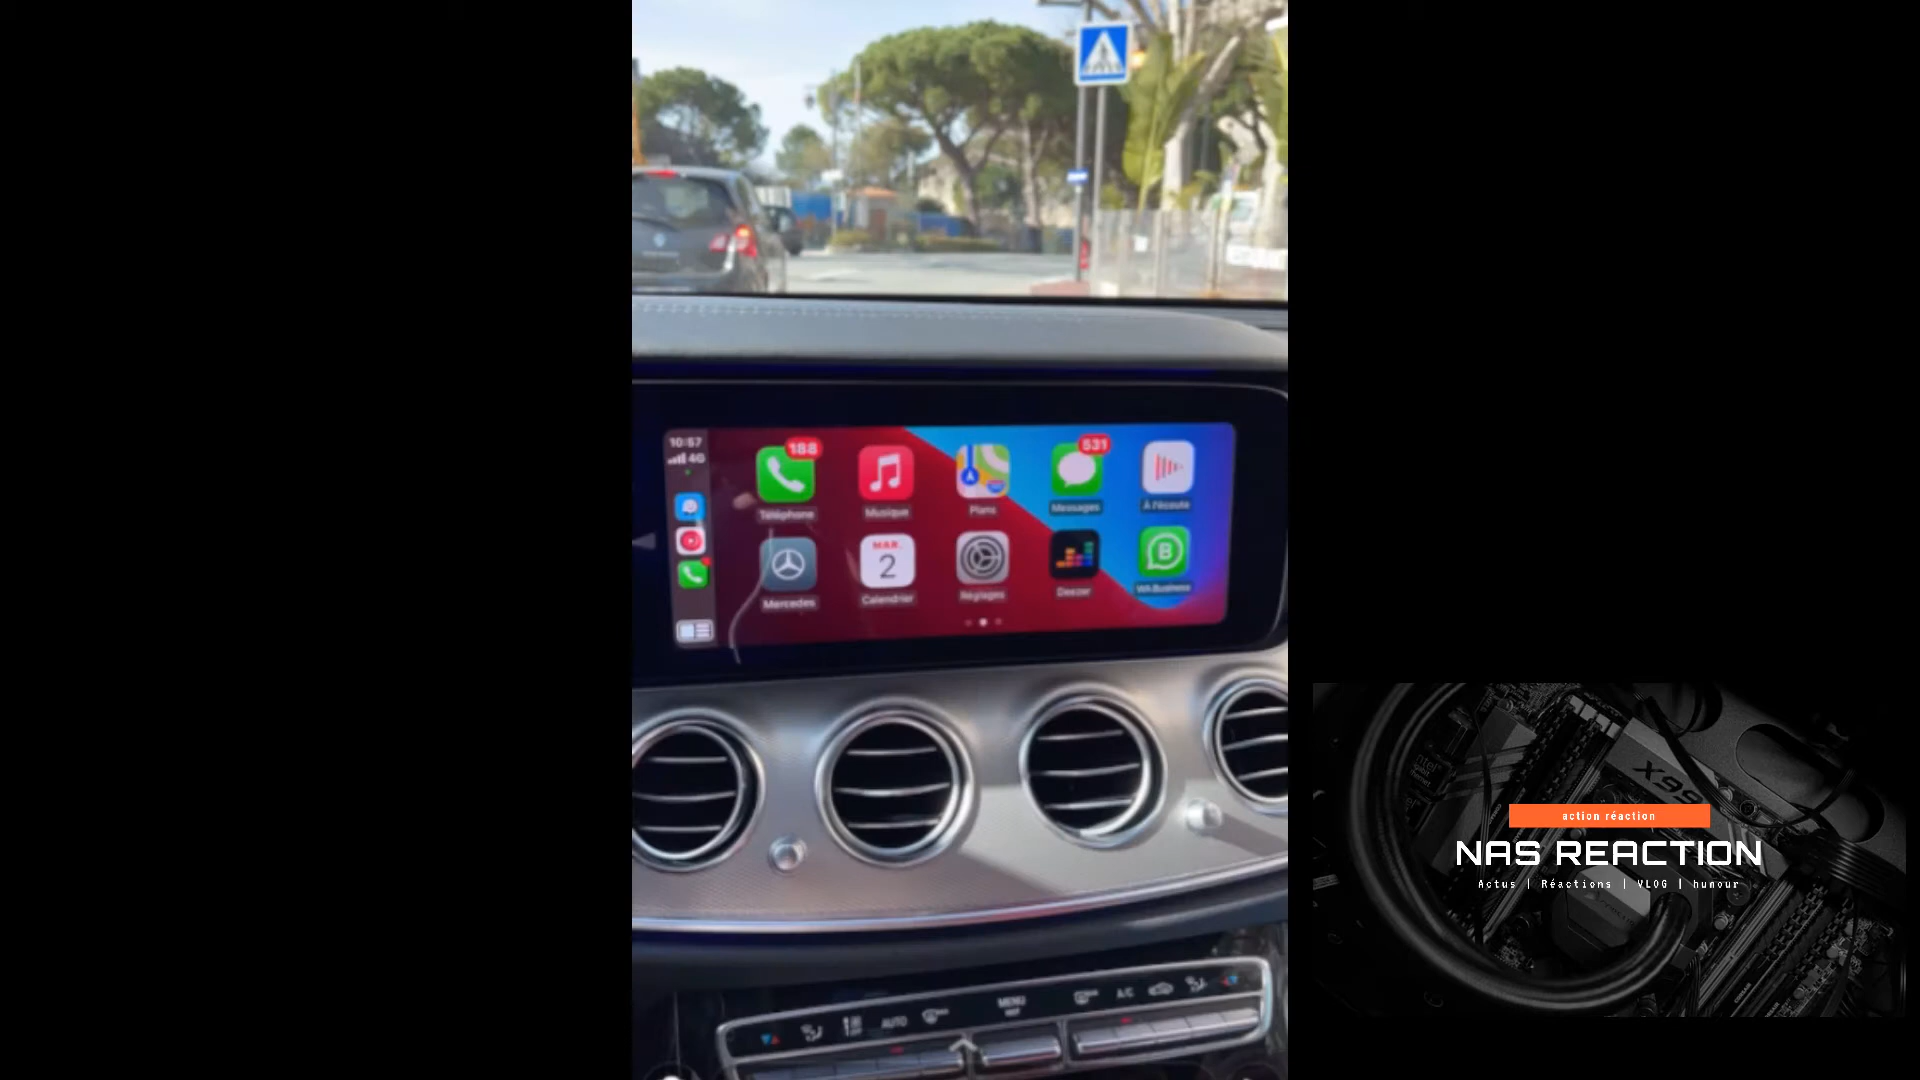 10:57
4G
188
531
Téléphone
Musique
Plans
Messages
À l'écoute
MAR.
2
Mercedes
Calendrier
Réglages
Deezer
WA Business
MENU
AUTO
A/C
X99
action réaction
NAS REACTION
Actus | Réactions | VLOG | humour